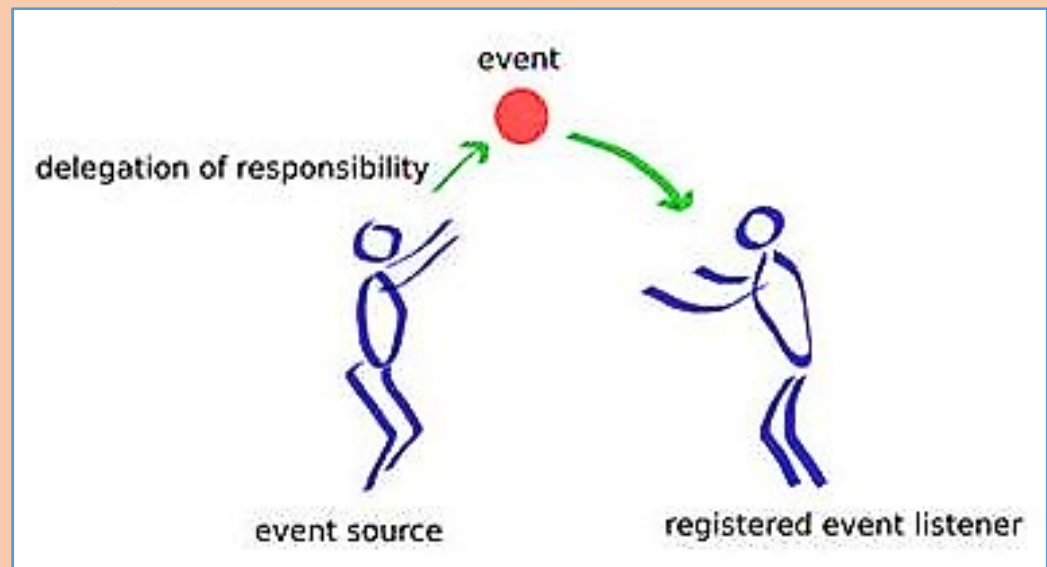 event
delegation of responsibility
event source
registered event listener